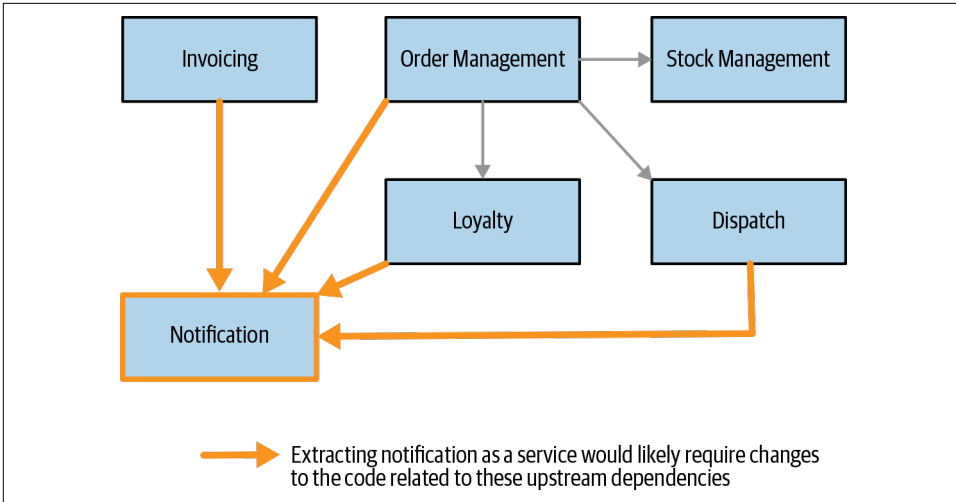 Invoicing
Order Management
Stock Management
Loyalty
Dispatch
Notification
Extracting notification as a service would likely require changes
to the code related to these upstream dependencies